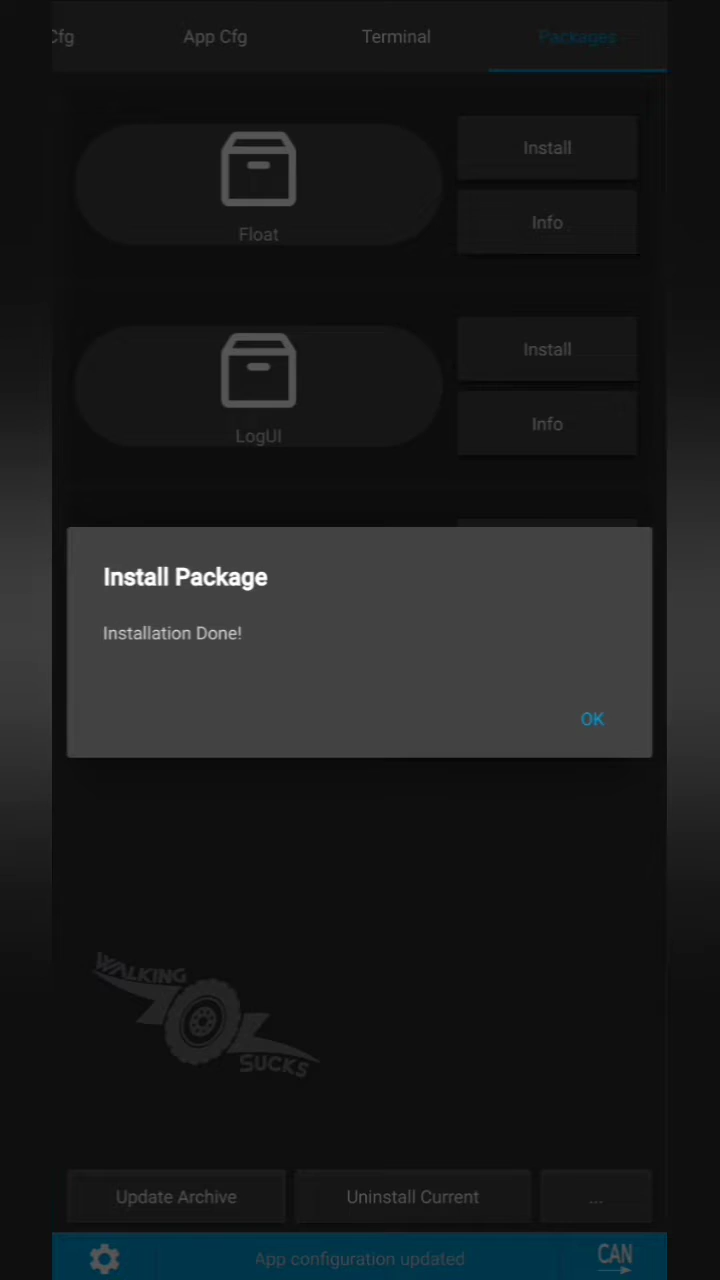 Cfg App Cfg Terminal Packages
Install
Float
Info
Install
LogUI
Info
Install Package
Installation Done!
OK
WALKING
SUCKS
Update Archive Uninstall Current ...
App configuration updated CAN